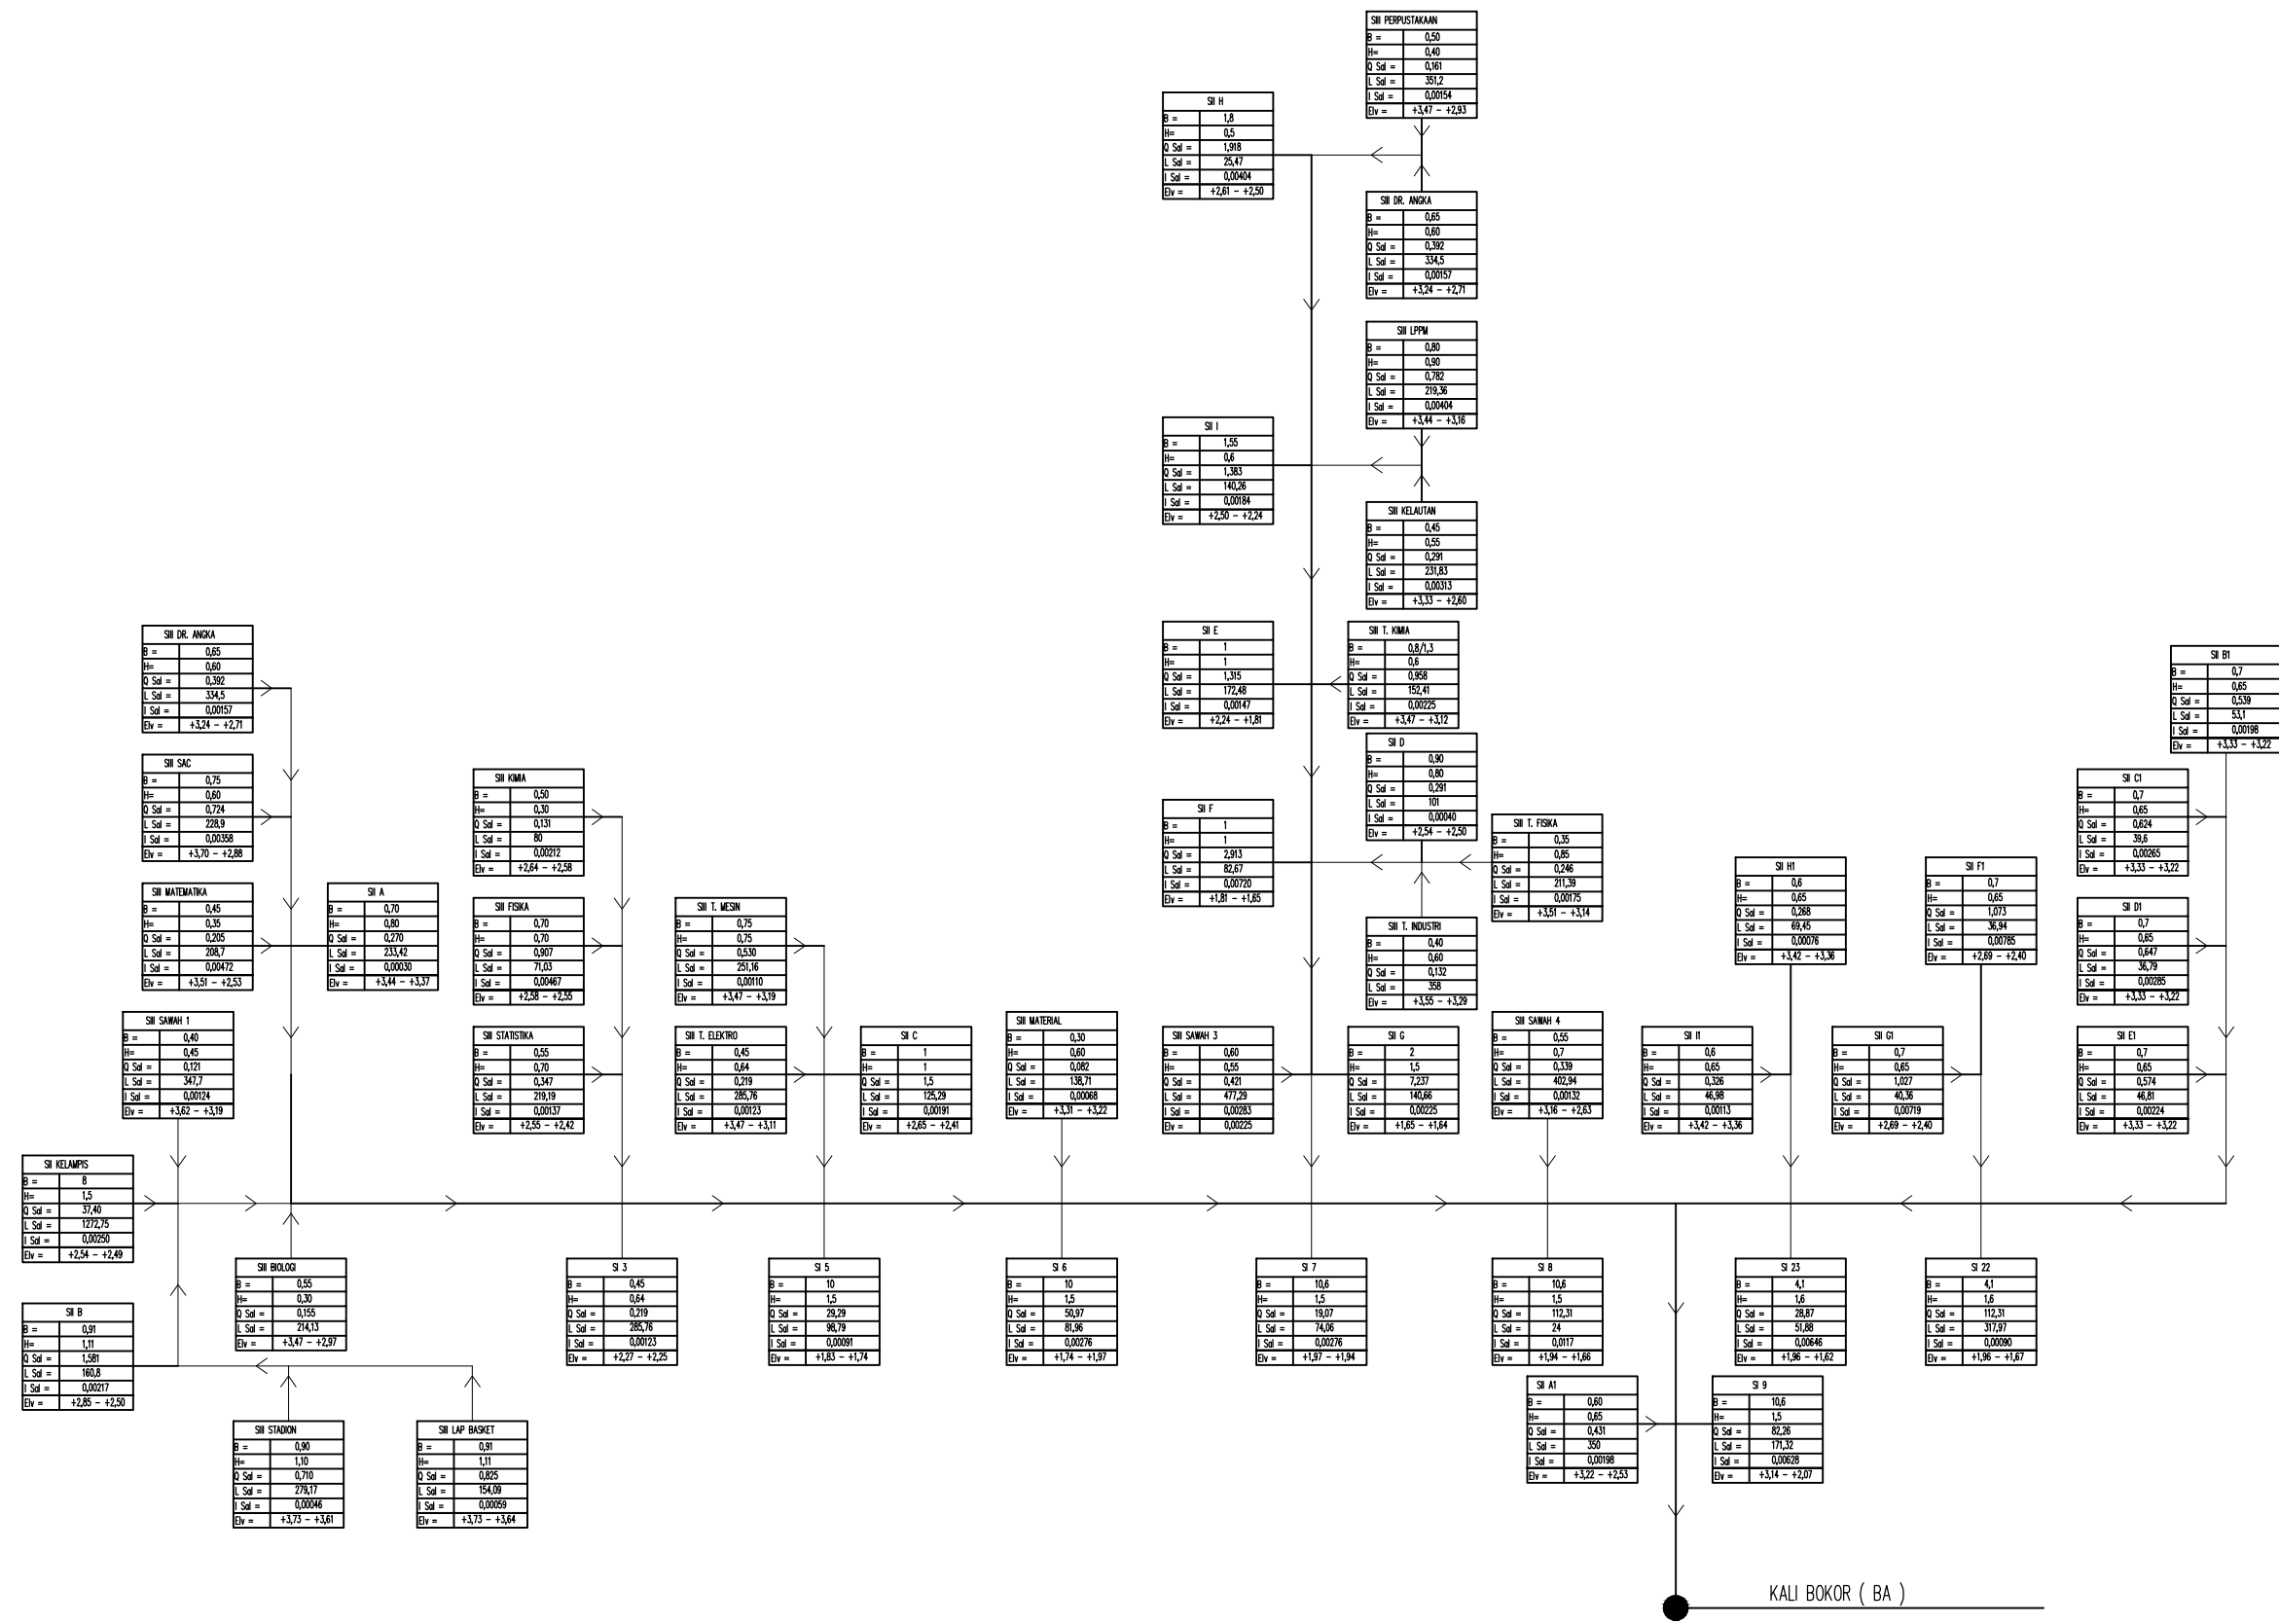 SIII PERPUSTAKAAN
B = 0,50
H= 0,40
Q Sal = 0,161
L Sal = 351,2
I Sal = 0,00154
Elv = +3,47 - +2,93
SII H
B = 1,8
H= 0,5
Q Sal = 1,918
L Sal = 25,47
I Sal = 0,00404
Elv = +2,61 - +2,50
SIII DR. ANGKA
B = 0,65
H= 0,60
Q Sal = 0,392
L Sal = 334,5
I Sal = 0,00157
Elv = +3,24 - +2,71
SIII LPPM
B = 0,80
H= 0,90
Q Sal = 0,782
L Sal = 219,36
I Sal = 0,00404
Elv = +3,44 - +3,16
SII I
B = 1,55
H= 0,6
Q Sal = 1,383
L Sal = 140,26
I Sal = 0,00184
Elv = +2,50 - +2,24
SIII KELAUTAN
B = 0,45
H= 0,55
Q Sal = 0,291
L Sal = 231,83
I Sal = 0,00313
Elv = +3,33 - +2,60
SIII DR. ANGKA
B = 0,65
H= 0,60
Q Sal = 0,392
L Sal = 334,5
I Sal = 0,00157
Elv = +3,24 - +2,71
SII E
B = 1
H= 1
Q Sal = 1,315
L Sal = 172,48
I Sal = 0,00147
Elv = +2,24 - +1,81
SIII T. KIMIA
B = 0,8/1,3
H= 0,6
Q Sal = 0,958
L Sal = 152,41
I Sal = 0,00225
Elv = +3,47 - +3,12
SII B1
B = 0,7
H= 0,65
Q Sal = 0,539
L Sal = 53,1
I Sal = 0,00198
Elv = +3,33 - +3,22
SII D
B = 0,90
H= 0,80
Q Sal = 0,291
L Sal = 101
I Sal = 0,00040
Elv = +2,54 - +2,50
SIII SAC
B = 0,75
H= 0,60
Q Sal = 0,724
L Sal = 228,9
I Sal = 0,00358
Elv = +3,70 - +2,88
SIII KIMIA
B = 0,50
H= 0,30
Q Sal = 0,131
L Sal = 80
I Sal = 0,00212
Elv = +2,64 - +2,58
SII C1
B = 0,7
H= 0,65
Q Sal = 0,624
L Sal = 39,6
I Sal = 0,00265
Elv = +3,33 - +3,22
SII F
B = 1
H= 1
Q Sal = 2,913
L Sal = 82,67
I Sal = 0,00720
Elv = +1,81 - +1,65
SIII T. FISIKA
B = 0,35
H= 0,85
Q Sal = 0,246
L Sal = 211,39
I Sal = 0,00175
Elv = +3,51 - +3,14
SII H1
B = 0,6
H= 0,65
Q Sal = 0,268
L Sal = 69,45
I Sal = 0,00076
Elv = +3,42 - +3,36
SII F1
B = 0,7
H= 0,65
Q Sal = 1,073
L Sal = 36,94
I Sal = 0,00785
Elv = +2,69 - +2,40
SIII MATEMATIKA
B = 0,45
H= 0,35
Q Sal = 0,205
L Sal = 208,7
I Sal = 0,00472
Elv = +3,51 - +2,53
SII A
B = 0,70
H= 0,80
Q Sal = 0,270
L Sal = 233,42
I Sal = 0,00030
Elv = +3,44 - +3,37
SIII FISIKA
B = 0,70
H= 0,70
Q Sal = 0,907
L Sal = 71,03
I Sal = 0,00467
Elv = +2,58 - +2,55
SIII T. MESIN
B = 0,75
H= 0,75
Q Sal = 0,530
L Sal = 251,16
I Sal = 0,00110
Elv = +3,47 - +3,19
SII D1
B = 0,7
H= 0,65
Q Sal = 0,647
L Sal = 36,79
I Sal = 0,00285
Elv = +3,33 - +3,22
SIII T. INDUSTRI
B = 0,40
H= 0,60
Q Sal = 0,132
L Sal = 358
I Sal =
Elv = +3,55 - +3,29
SIII SAWAH 1
B = 0,40
H= 0,45
Q Sal = 0,121
L Sal = 347,7
I Sal = 0,00124
Elv = +3,62 - +3,19
SIII STATISTIKA
B = 0,55
H= 0,70
Q Sal = 0,347
L Sal = 219,19
I Sal = 0,00137
Elv = +2,55 - +2,42
SIII T. ELEKTRO
B = 0,45
H= 0,64
Q Sal = 0,219
L Sal = 285,76
I Sal = 0,00123
Elv = +3,47 - +3,11
SII C
B = 1
H= 1
Q Sal = 1,5
L Sal = 125,29
I Sal = 0,00191
Elv = +2,65 - +2,41
SIII MATERIAL
B = 0,30
H= 0,60
Q Sal = 0,082
L Sal = 138,71
I Sal = 0,00068
Elv = +3,31 - +3,22
SIII SAWAH 3
B = 0,60
H= 0,55
Q Sal = 0,421
L Sal = 477,29
I Sal = 0,00283
Elv = 0,00225
SII G
B = 2
H= 1,5
Q Sal = 7,237
L Sal = 140,66
I Sal = 0,00225
Elv = +1,65 - +1,64
SIII SAWAH 4
B = 0,55
H= 0,7
Q Sal = 0,339
L Sal = 402,94
I Sal = 0,00132
Elv = +3,16 - +2,63
SII I1
B = 0,6
H= 0,65
Q Sal = 0,326
L Sal = 46,98
I Sal = 0,00113
Elv = +3,42 - +3,36
SII G1
B = 0,7
H= 0,65
Q Sal = 1,027
L Sal = 40,36
I Sal = 0,00719
Elv = +2,69 - +2,40
SII E1
B = 0,7
H= 0,65
Q Sal = 0,574
L Sal = 46,81
I Sal = 0,00224
Elv = +3,33 - +3,22
SII KELAMPIS
B = 8
H= 1,5
Q Sal = 37,40
L Sal = 1272,75
I Sal = 0,00250
Elv = +2,54 - +2,49
SIII BIOLOGI
B = 0,55
H= 0,30
Q Sal = 0,155
L Sal = 214,13
I Sal =
Elv = +3,47 - +2,97
SI 3
B = 0,45
H= 0,64
Q Sal = 0,219
L Sal = 285,76
I Sal = 0,00123
Elv = +2,27 - +2,25
SI 5
B = 10
H= 1,5
Q Sal = 29,29
L Sal = 98,79
I Sal = 0,00091
Elv = +1,83 - +1,74
SI 6
B = 10
H= 1,5
Q Sal = 50,97
L Sal = 81,96
I Sal = 0,00276
Elv = +1,74 - +1,97
SI 7
B = 10,6
H= 1,5
Q Sal = 19,07
L Sal = 74,06
I Sal = 0,00276
Elv = +1,97 - +1,94
SI 8
B = 10,6
H= 1,5
Q Sal = 112,31
L Sal = 24
I Sal = 0,0117
Elv = +1,94 - +1,66
SI 23
B = 4,1
H= 1,6
Q Sal = 28,87
L Sal = 51,88
I Sal = 0,00646
Elv = +1,96 - +1,62
SI 22
B = 4,1
H= 1,6
Q Sal = 112,31
L Sal = 317,97
I Sal = 0,00090
Elv = +1,96 - +1,67
SII B
B = 0,91
H= 1,11
Q Sal = 1,581
L Sal = 160,8
I Sal = 0,00217
Elv = +2,85 - +2,50
SII A1
B = 0,60
H= 0,65
Q Sal = 0,431
L Sal = 350
I Sal = 0,00198
Elv = +3,22 - +2,53
SI 9
B = 10,6
H= 1,5
Q Sal = 82,26
L Sal = 171,32
I Sal = 0,00628
Elv = +3,14 - +2,07
SIII STADION
B = 0,90
H= 1,10
Q Sal = 0,710
L Sal = 279,17
I Sal = 0,00046
Elv = +3,73 - +3,61
SIII LAP BASKET
B = 0,91
H= 1,11
Q Sal = 0,825
L Sal = 154,09
I Sal = 0,00059
Elv = +3,73 - +3,64
KALI BOKOR ( BA )